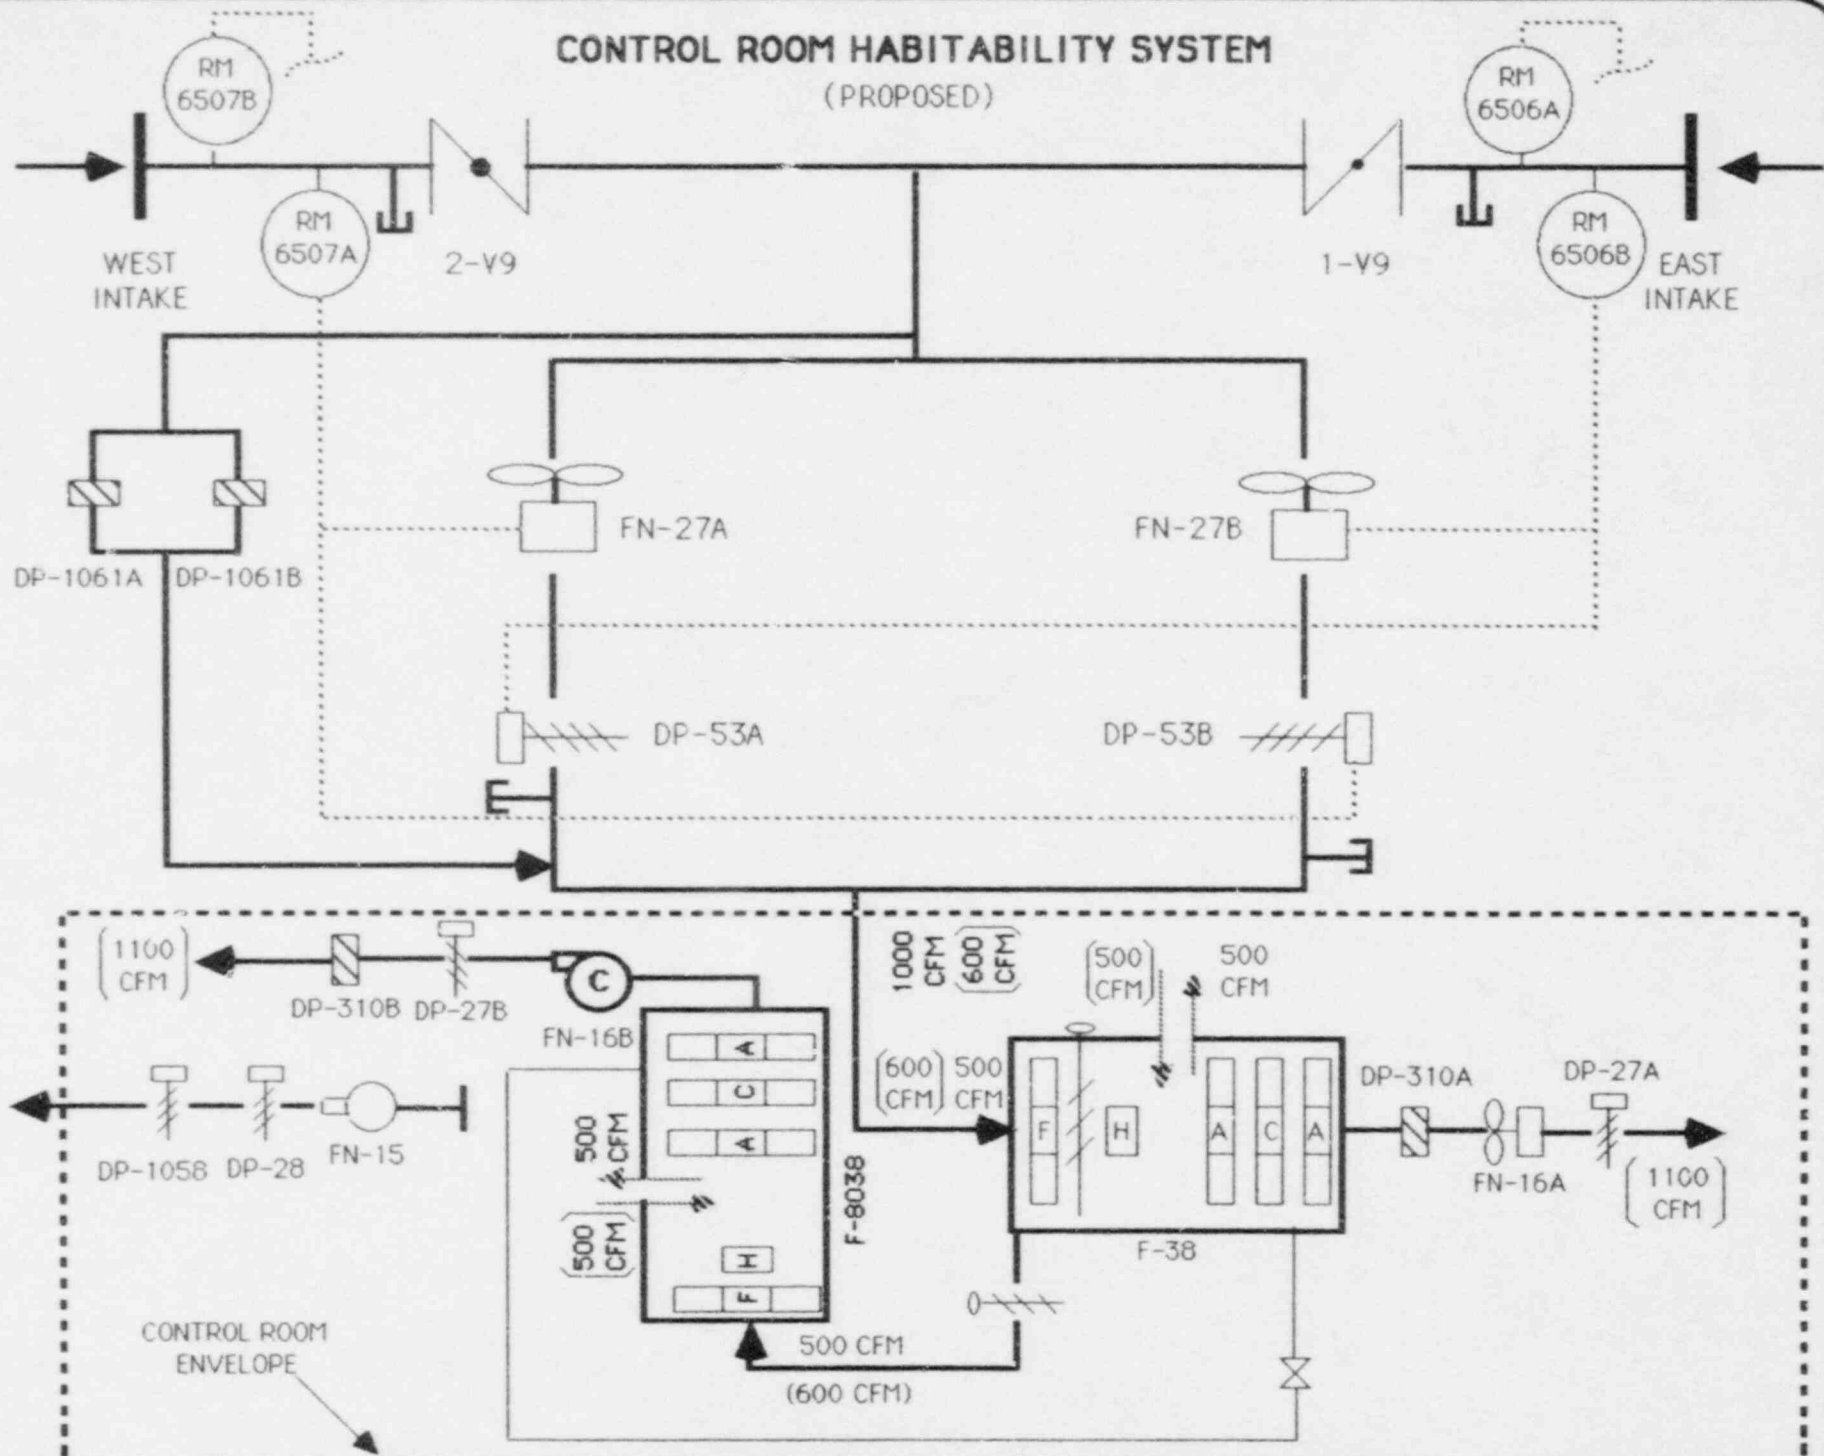 CONTROL ROOM HABITABILITY SYSTEM
(PROPOSED)
RM
6507B
RM
6506A
RM
6507A
RM
6506B
WEST
INTAKE
2-V9
1-V9
EAST
INTAKE
FN-27A
FN-27B
DP-1061A
DP-1061B
DP-53A
DP-53B
(1100
CFM)
DP-310B
DP-27B
C
FN-16B
1000
CFM
(600
CFM)
(500
CFM)
500
CFM
(600
CFM)
500
CFM
DP-1058
DP-28
FN-15
A
C
A
H
F
500
CFM
(500
CFM)
F-8038
F
H
A
C
A
F-38
DP-310A
DP-27A
FN-16A
(1100
CFM)
500 CFM
(600 CFM)
CONTROL ROOM
ENVELOPE